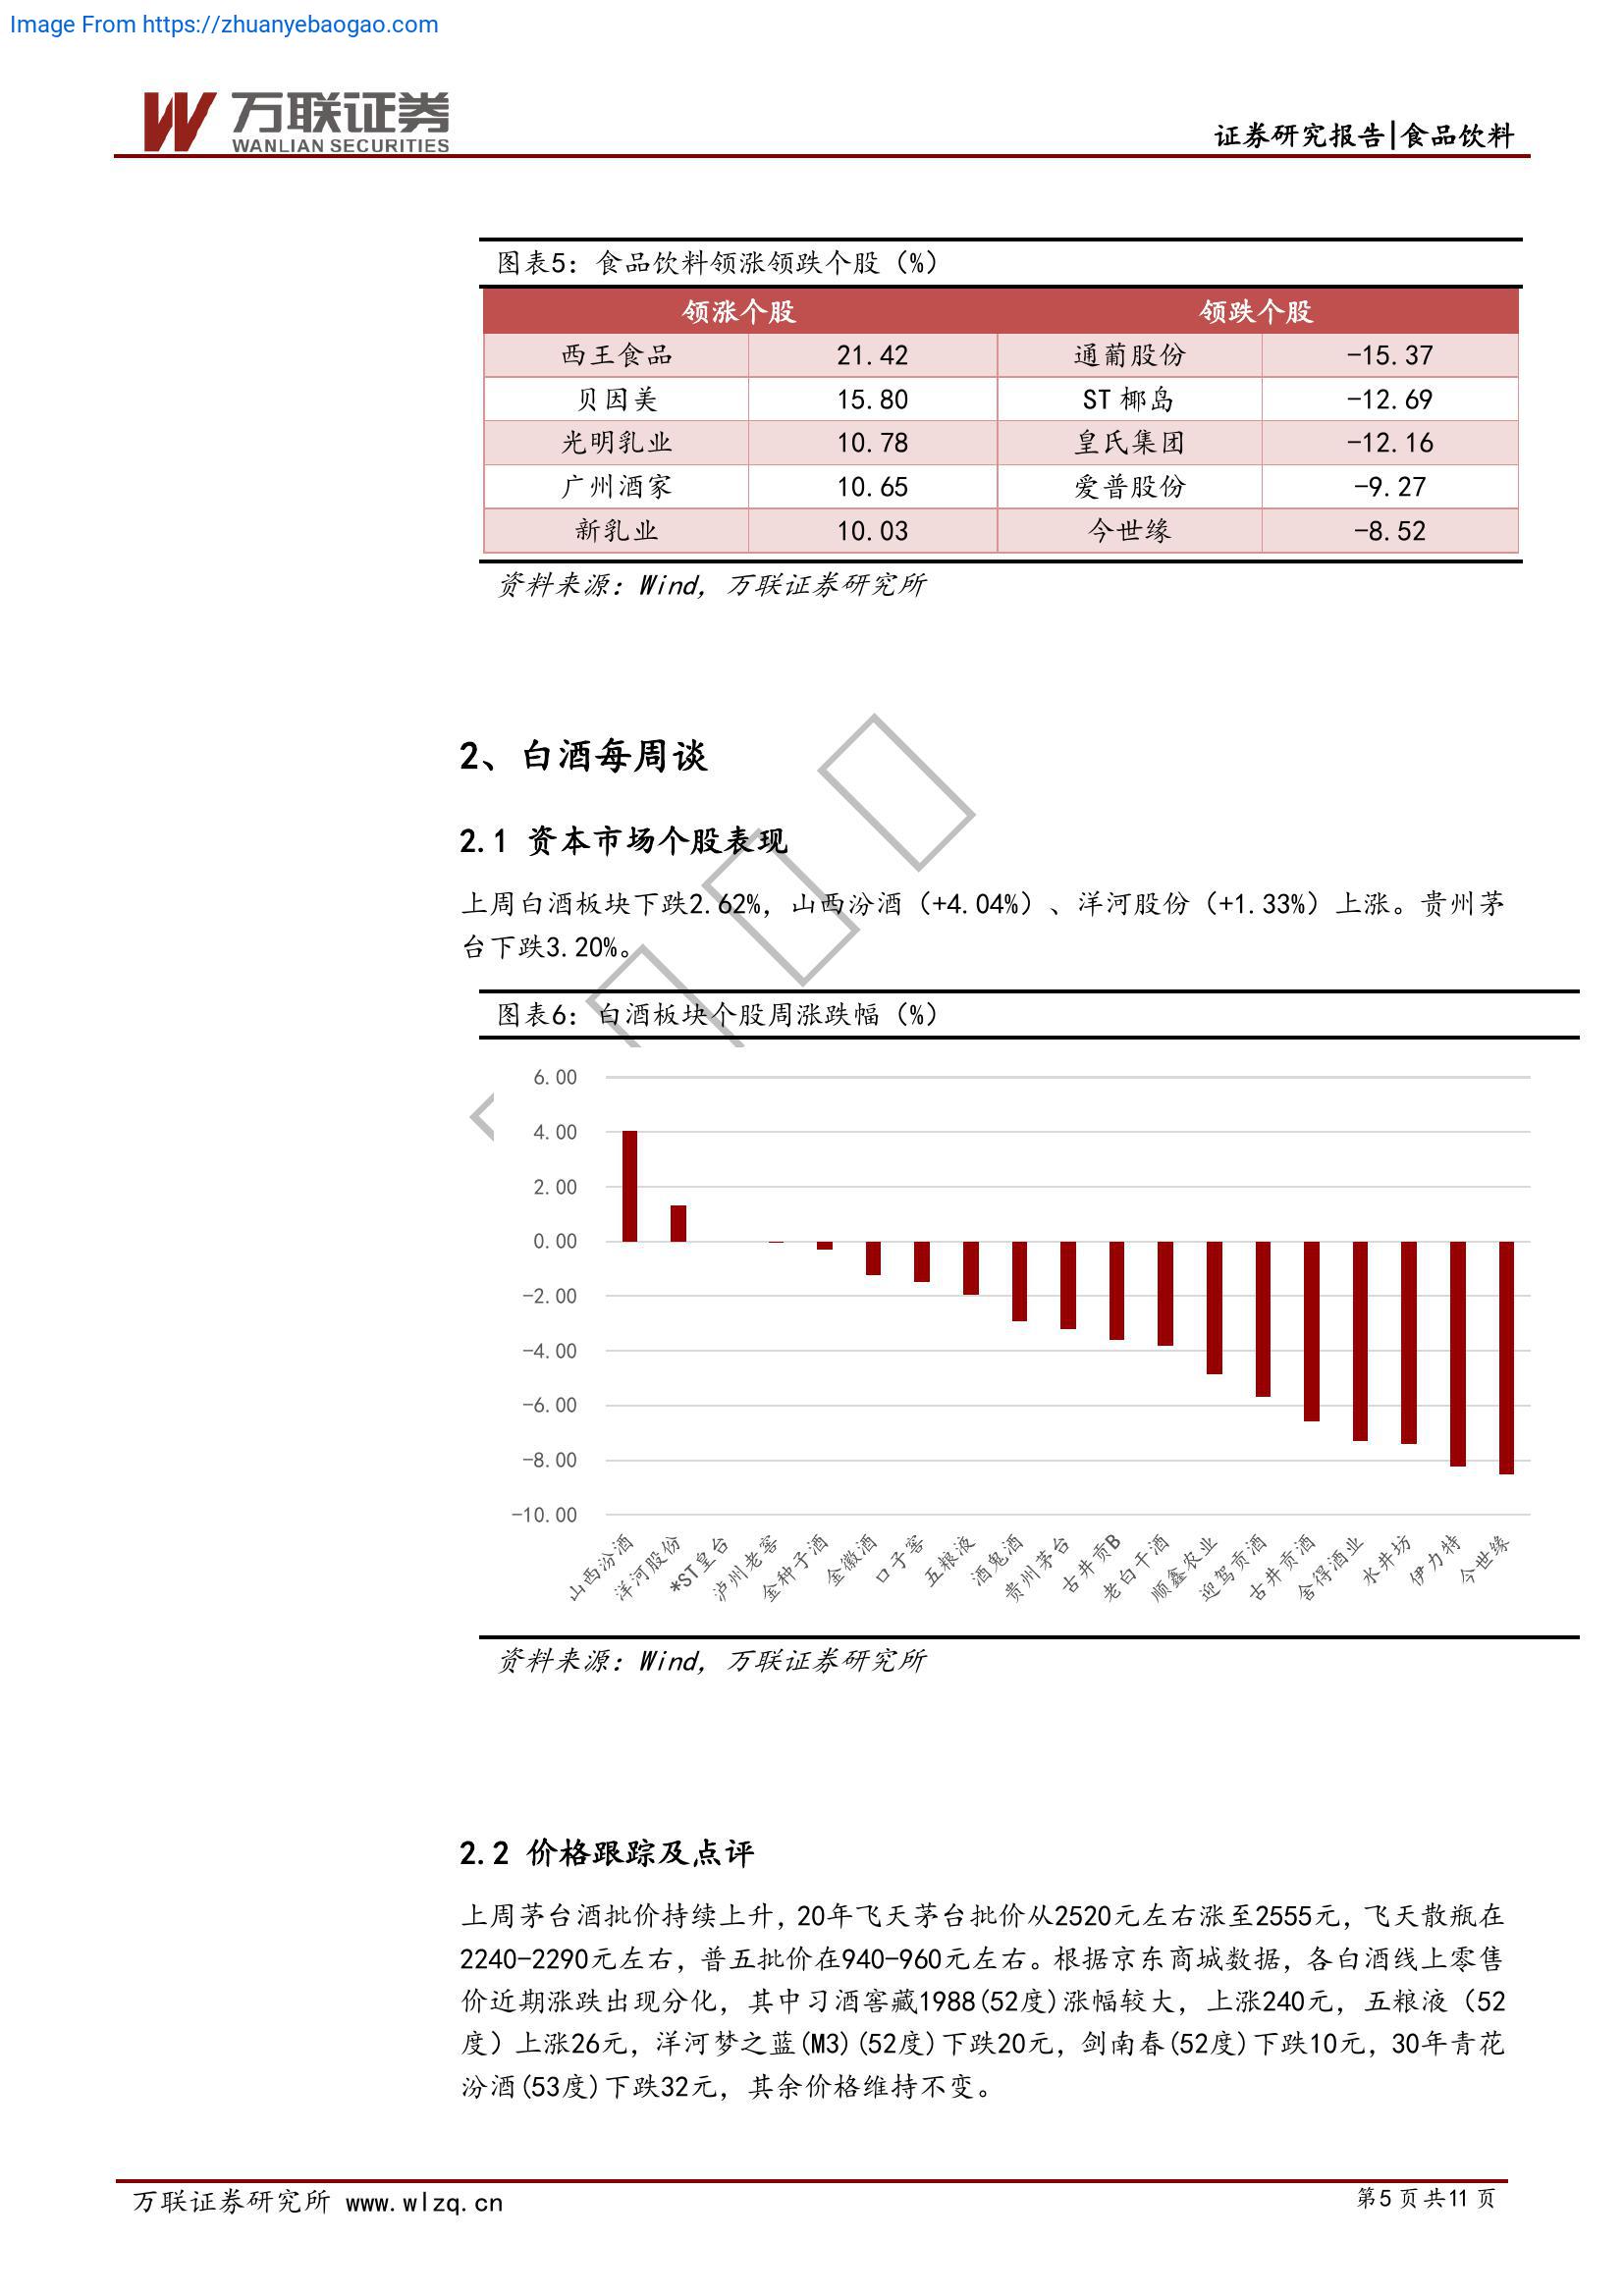 Image From https://zhuanyebaogao.com
万联证券
WANLIAN SECURITIES
证券研究报告|食品饮料
图表5：食品饮料领涨领跌个股（%）
领涨个股 领跌个股
西王食品 21.42 通葡股份 -15.37
贝因美 15.80 ST 椰岛 -12.69
光明乳业 10.78 皇氏集团 -12.16
广州酒家 10.65 爱普股份 -9.27
新乳业 10.03 今世缘 -8.52
资料来源：Wind，万联证券研究所
2、白酒每周谈
2.1 资本市场个股表现
上周白酒板块下跌2.62%，山西汾酒（+4.04%）、洋河股份（+1.33%）上涨。贵州茅
台下跌3.20%。
图表6：白酒板块个股周涨跌幅（%）
6.00
4.00
2.00
0.00
-2.00
-4.00
-6.00
-8.00
-10.00
山西汾酒 洋河股份 *ST皇台 泸州老窖 金种子酒 金徽酒 口子窖 五粮液 酒鬼酒 贵州茅台 古井贡B 老白干酒 顺鑫农业 迎驾贡酒 古井贡酒 舍得酒业 水井坊 伊力特 今世缘
资料来源：Wind，万联证券研究所
2.2 价格跟踪及点评
上周茅台酒批价持续上升，20年飞天茅台批价从2520元左右涨至2555元，飞天散瓶在
2240-2290元左右，普五批价在940-960元左右。根据京东商城数据，各白酒线上零售
价近期涨跌出现分化，其中习酒窖藏1988(52度)涨幅较大，上涨240元，五粮液（52
度）上涨26元，洋河梦之蓝(M3)(52度)下跌20元，剑南春(52度)下跌10元，30年青花
汾酒(53度)下跌32元，其余价格维持不变。
万联证券研究所 www.wlzq.cn 第5 页 共11 页